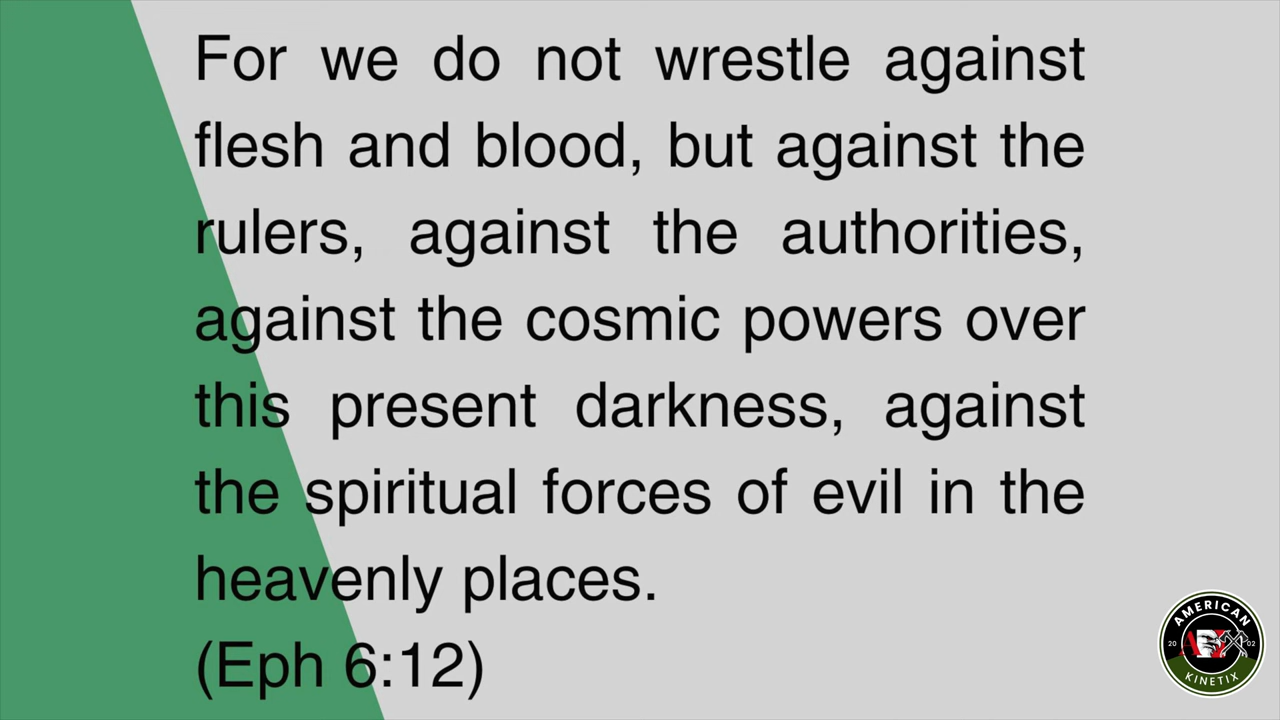 For we do not wrestle against
flesh and blood, but against the
rulers, against the authorities,
against the cosmic powers over
this present darkness, against
the spiritual forces of evil in the
heavenly places.
(Eph 6:12)
AMERICAN
20 02
KINETIX